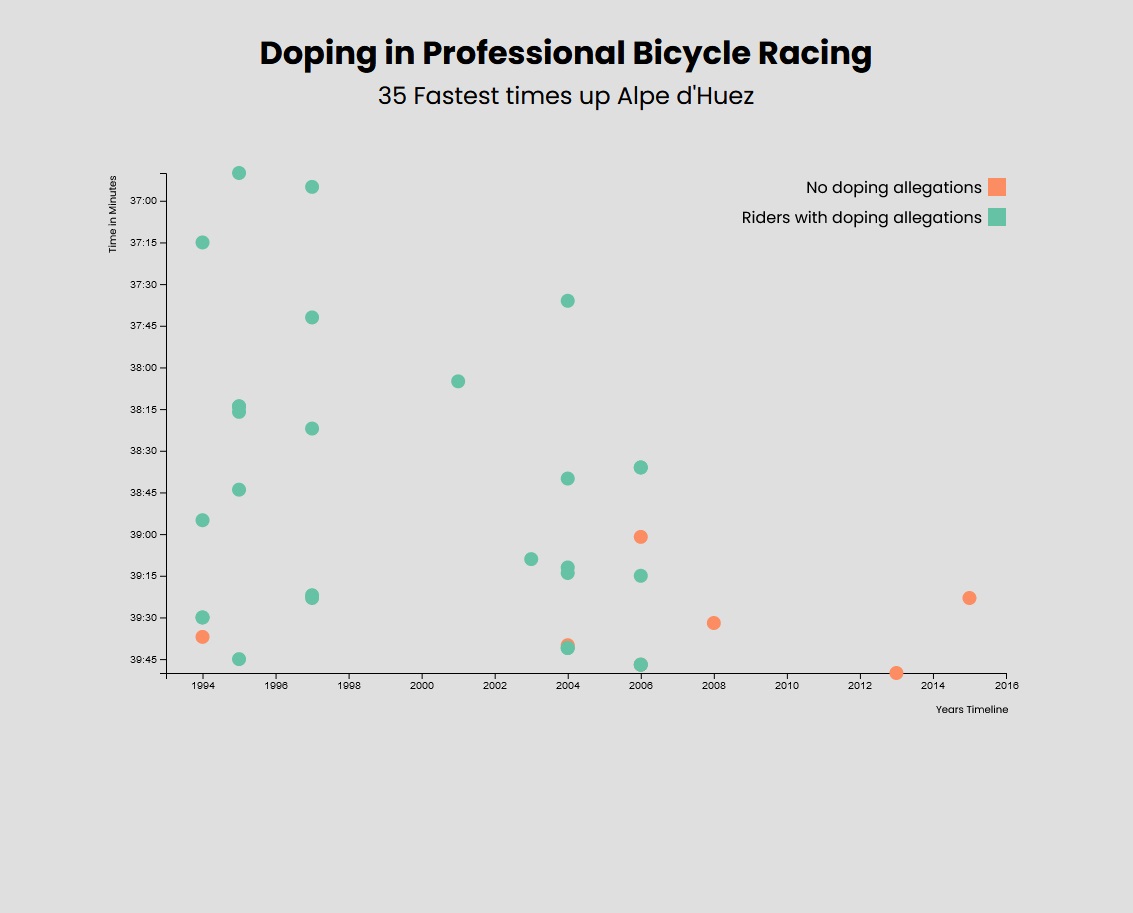 Doping in Professional Bicycle Racing
35 Fastest times up Alpe d'Huez
Time in Minutes
No doping allegations
Riders with doping allegations
37:00
37:15
37:30
37:45
38:00
38:15
38:30
38:45
39:00
39:15
39:30
39:45
1994 1996 1998 2000 2002 2004 2006 2008 2010 2012 2014 2016
Years Timeline